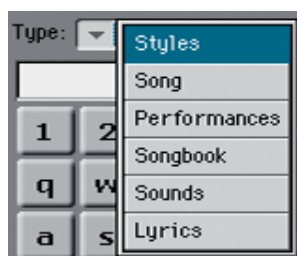 Type: Styles
Song
Performances
1 2 Songbook
q w Sounds
a s Lyrics